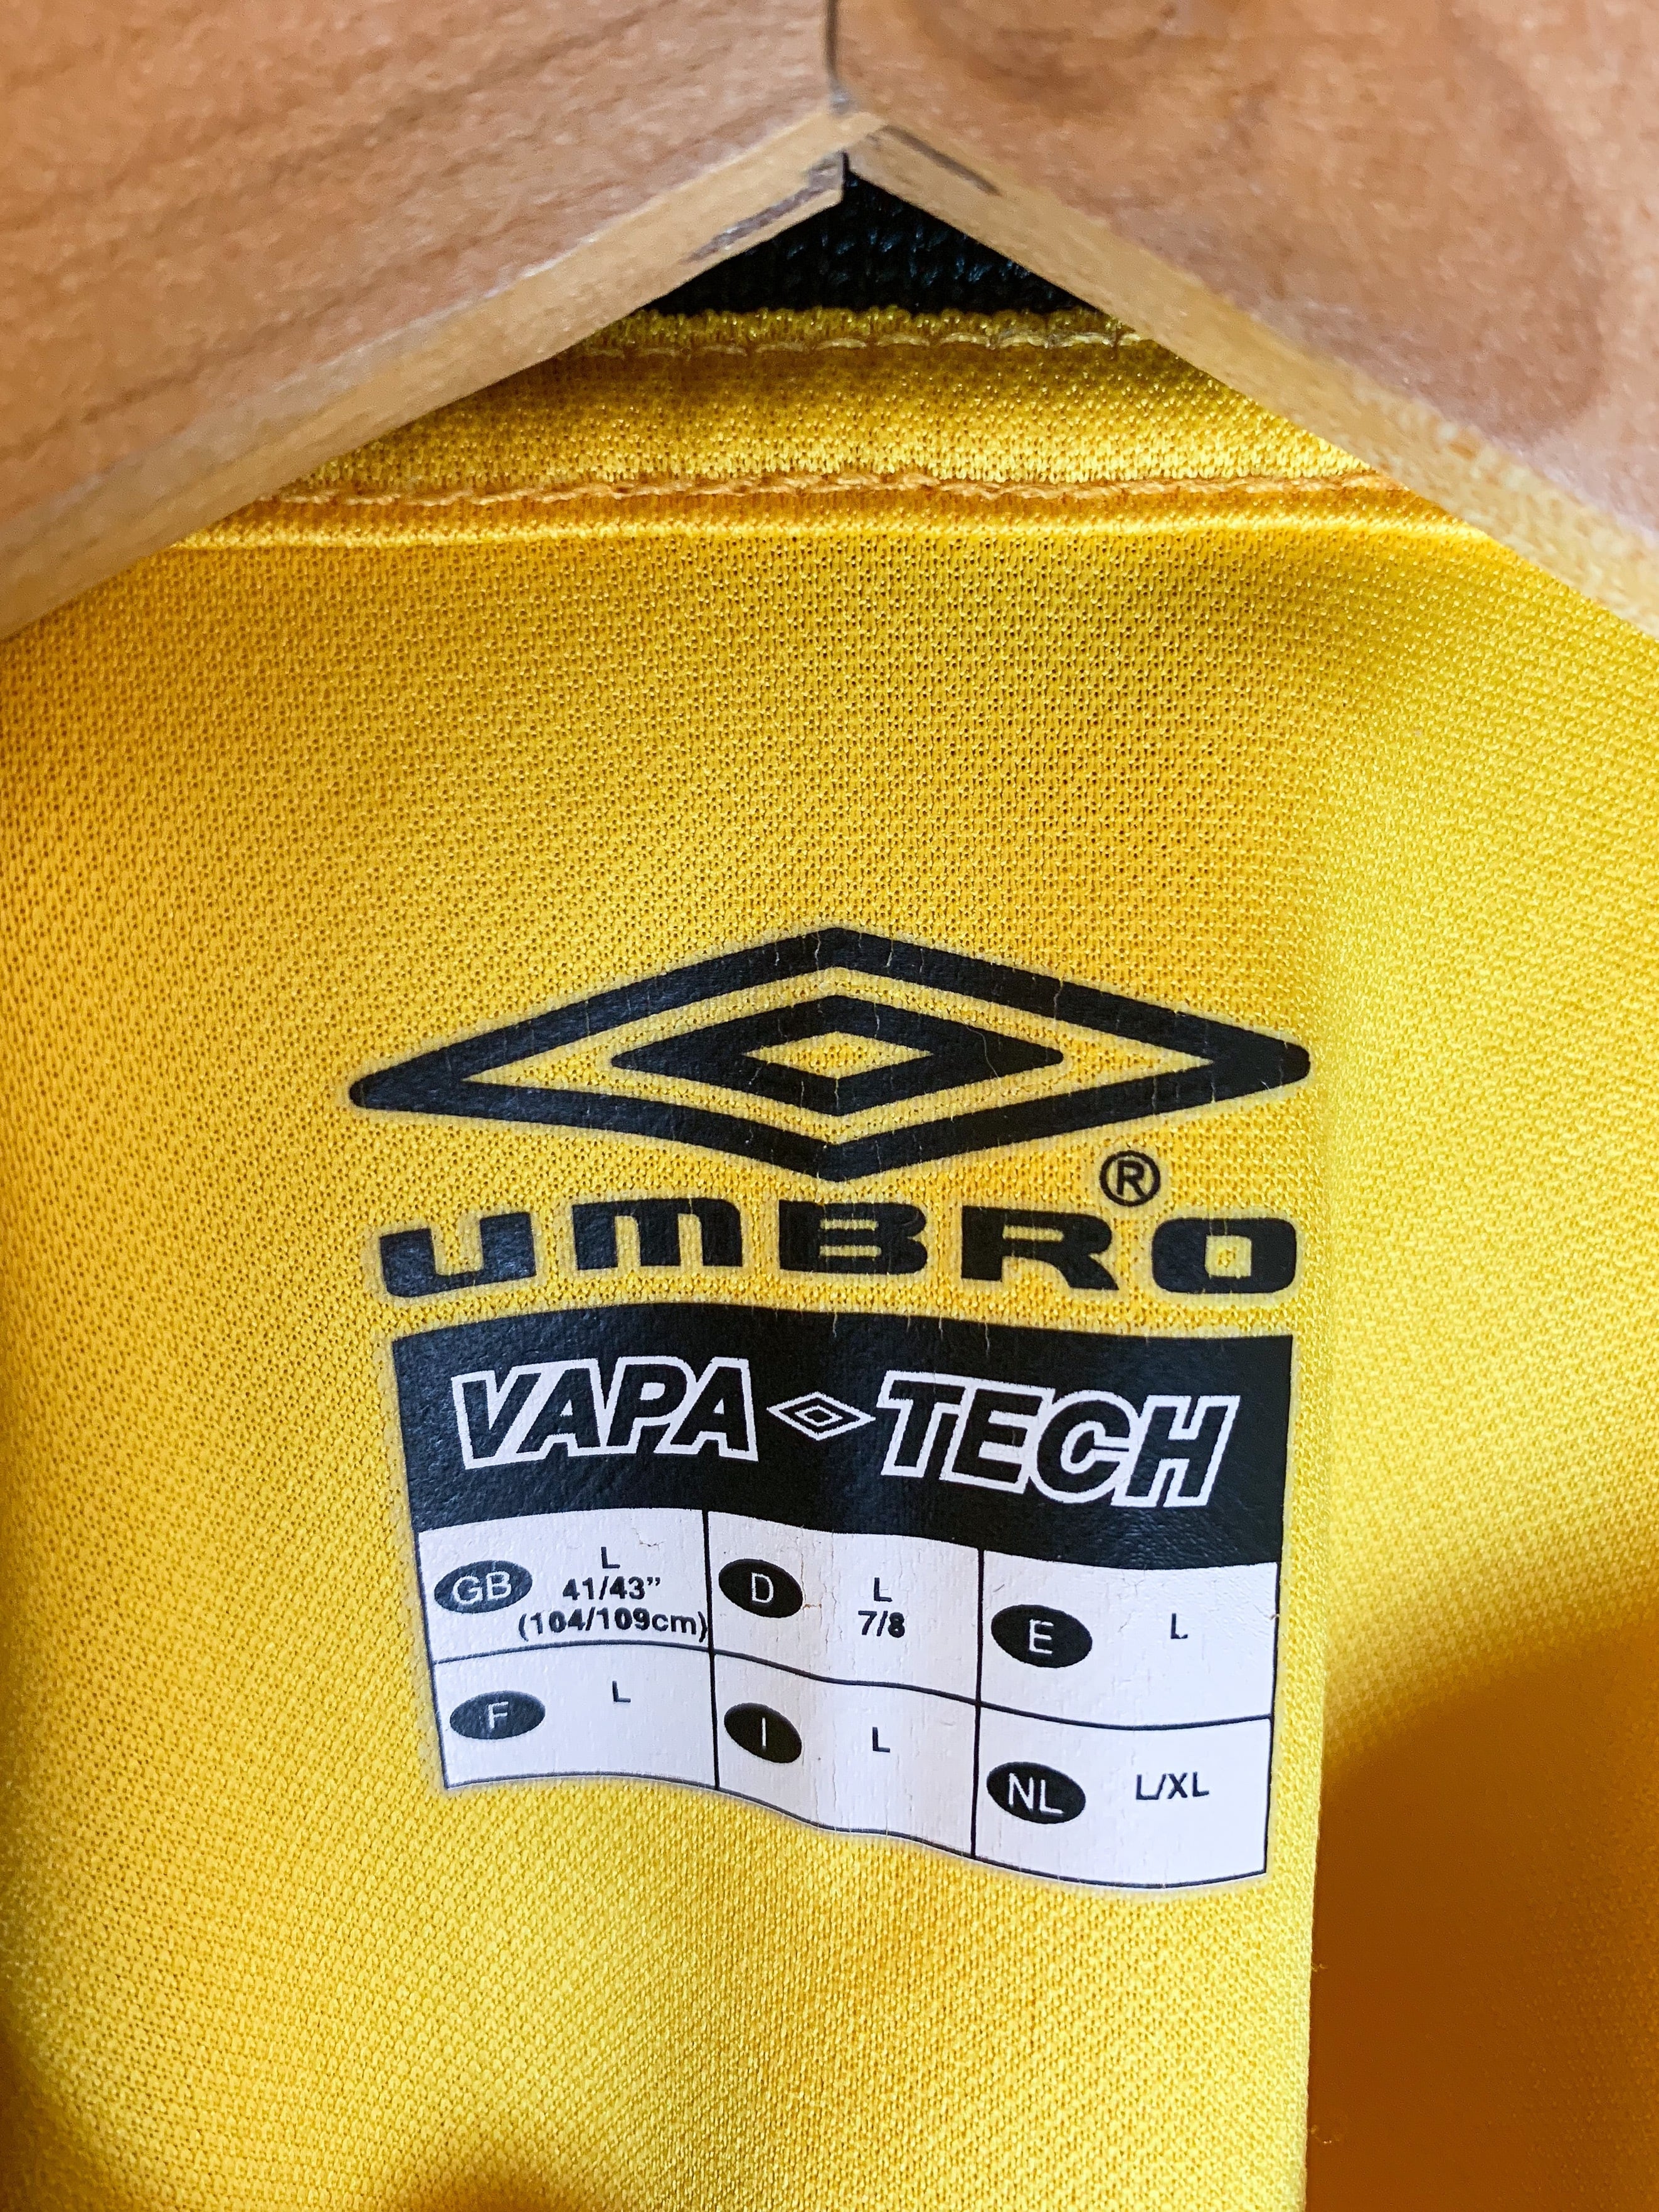 ®
UMBRO
VAPA TECH
GB L
41/43”
(104/109cm)
D L
7/8
E L
F L
I L
NL L/XL